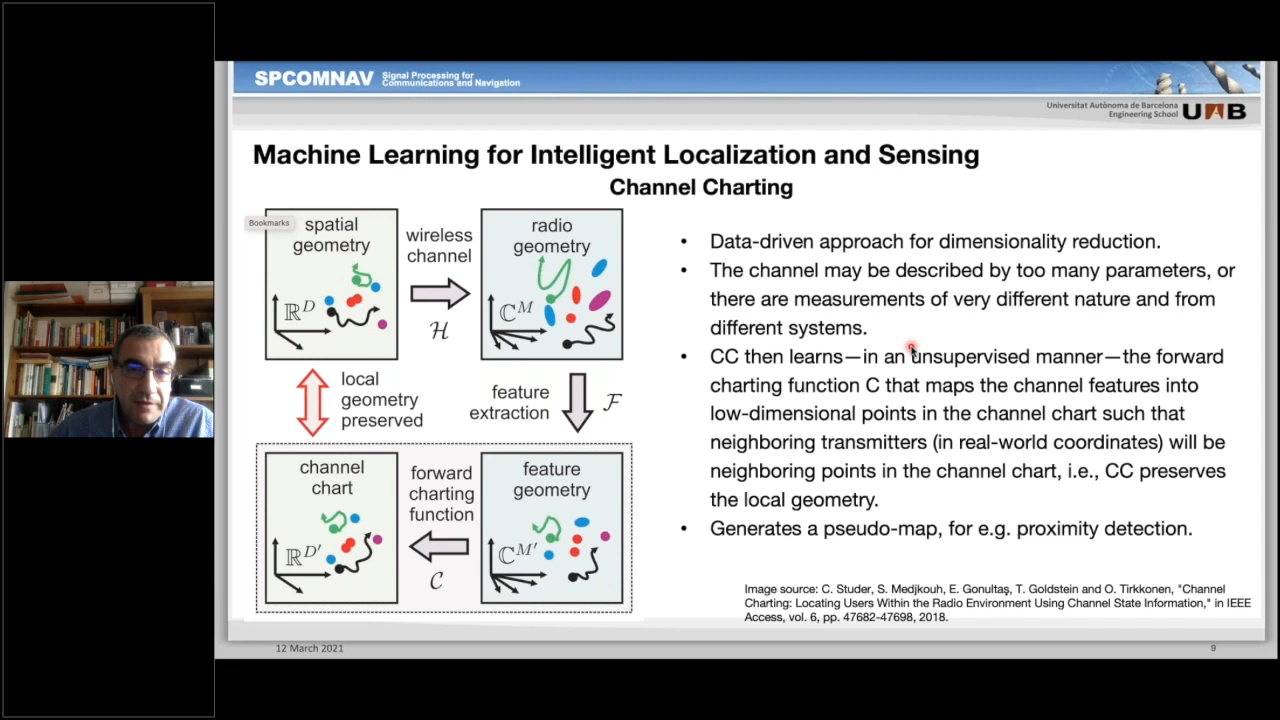 SPCOMNAV
Signal Processing for
Communications and Navigation
Universitat Autònoma de Barcelona
Engineering School
UAB
Machine Learning for Intelligent Localization and Sensing
Channel Charting
Bookmarks
spatial
geometry
ℝ^D
wireless
channel
ℋ
radio
geometry
ℂ^M
local
geometry
preserved
feature
extraction
ℱ
channel
chart
ℝ^D′
forward
charting
function
𝒞
feature
geometry
ℂ^M′
• Data-driven approach for dimensionality reduction.
• The channel may be described by too many parameters, or
there are measurements of very different nature and from
different systems.
• CC then learns—in an unsupervised manner—the forward
charting function C that maps the channel features into
low-dimensional points in the channel chart such that
neighboring transmitters (in real-world coordinates) will be
neighboring points in the channel chart, i.e., CC preserves
the local geometry.
• Generates a pseudo-map, for e.g. proximity detection.
Image source: C. Studer, S. Medjkouh, E. Gonultaş, T. Goldstein and O. Tirkkonen, "Channel
Charting: Locating Users Within the Radio Environment Using Channel State Information," in IEEE
Access, vol. 6, pp. 47682-47698, 2018.
12 March 2021
9